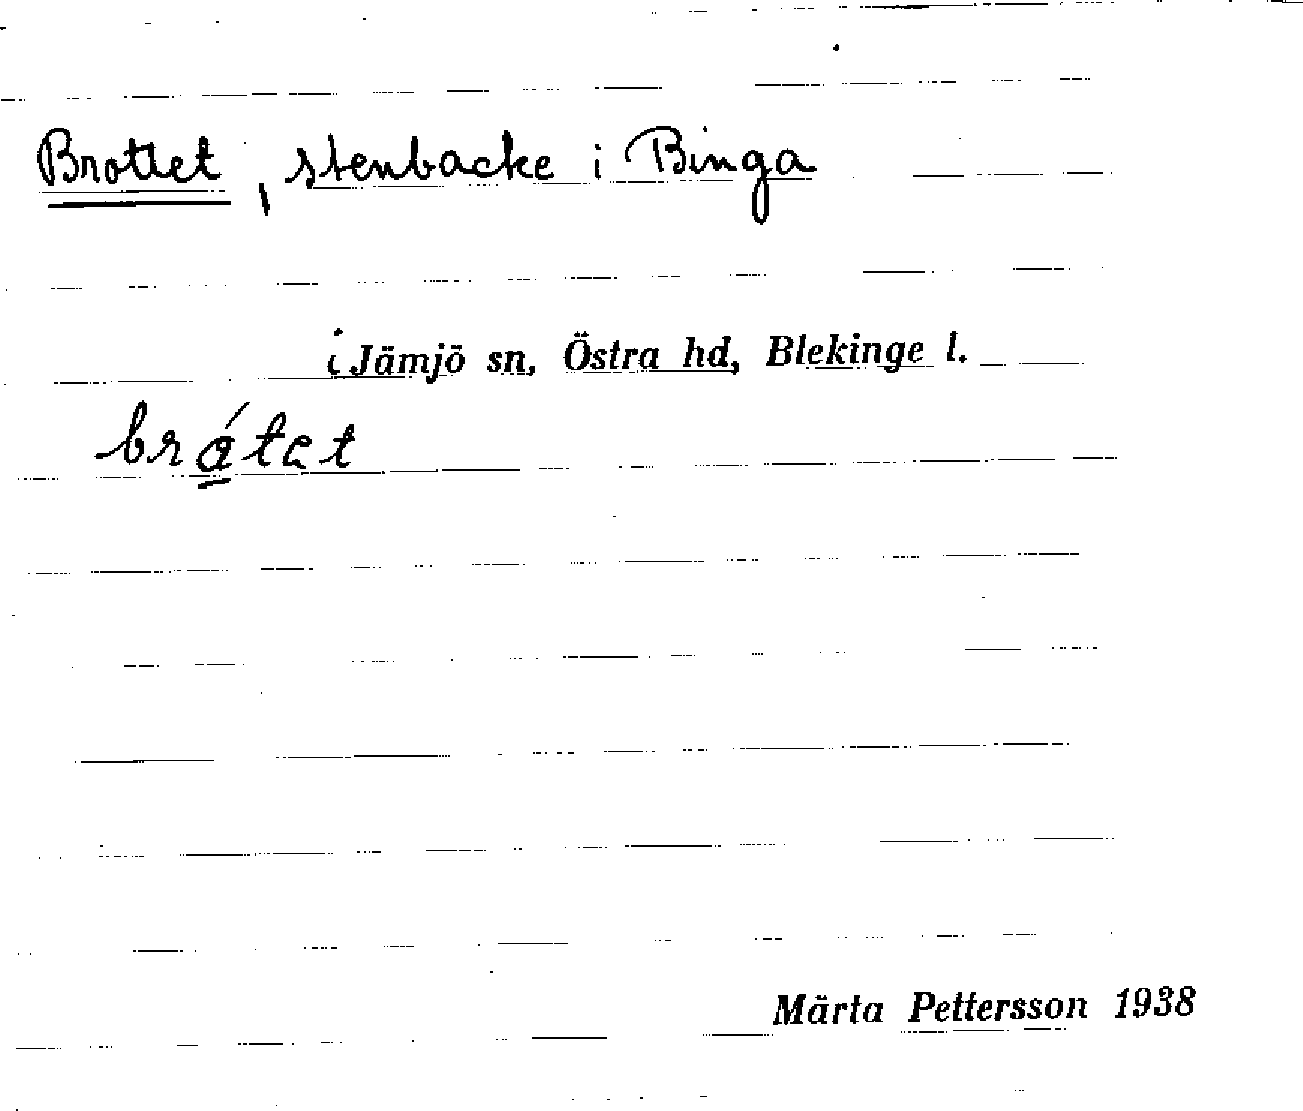 Brottet, stenbacke i Binga
i Jämjö sn, Östra hd, Blekinge l.
brátet
Märta Pettersson 1938